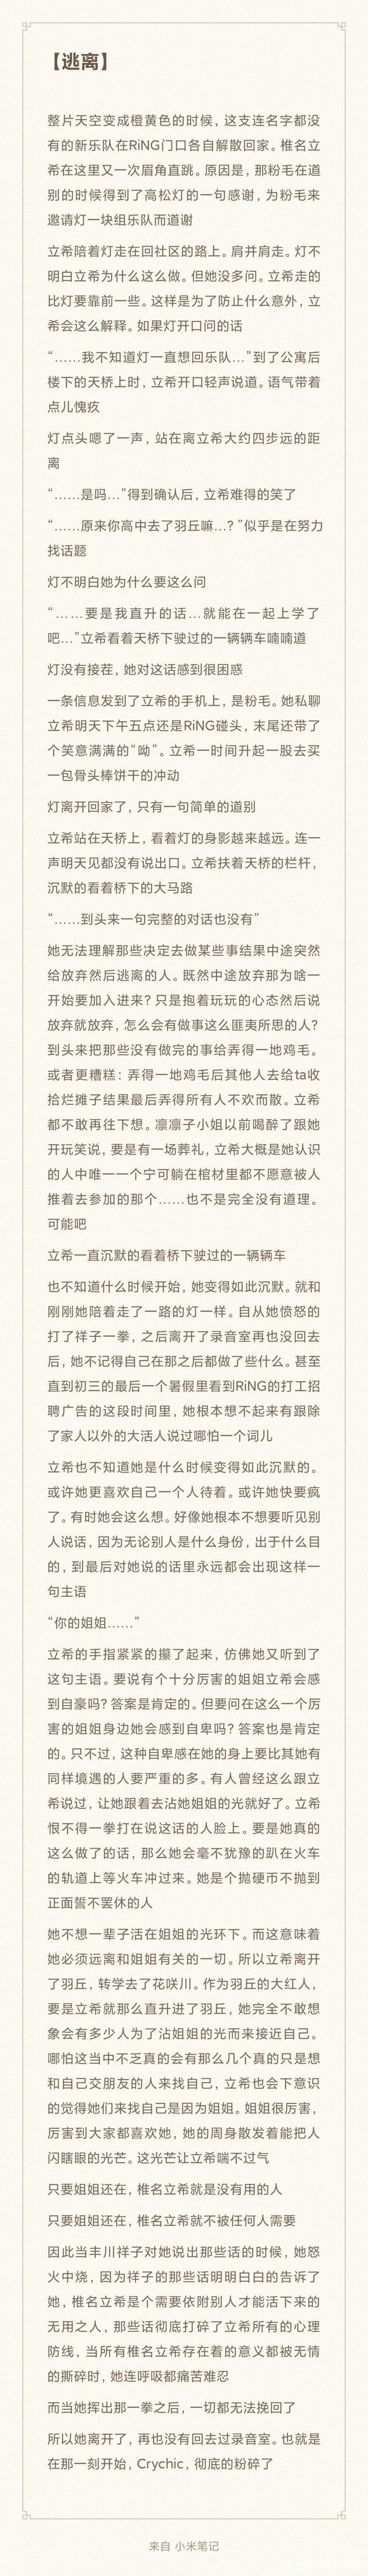 【逃离】
整片天空变成橙黄色的时候，这支连名字都没
有的新乐队在RiNG门口各自解散回家。椎名立
希在这里又一次眉角直跳。原因是，那粉毛在道
别的时候得到了高松灯的一句感谢，为粉毛来
邀请灯一块组乐队而道谢
立希陪着灯走在回社区的路上。肩并肩走。灯不
明白立希为什么这么做。但她没多问。立希走的
比灯要靠前一些。这样是为了防止什么意外，立
希会这么解释。如果灯开口问的话
“……我不知道灯一直想回乐队…”到了公寓后
楼下的天桥上时，立希开口轻声说道。语气带着
点儿愧疚
灯点头嗯了一声，站在离立希大约四步远的距
离
“……是吗…”得到确认后，立希难得的笑了
“……原来你高中去了羽丘嘛…？”似乎是在努力
找话题
灯不明白她为什么要这么问
“……要是我直升的话…就能在一起上学了
吧…”立希看着天桥下驶过的一辆辆车喃喃道
灯没有接茬，她对这话感到很困惑
一条信息发到了立希的手机上，是粉毛。她私聊
立希明天下午五点还是RiNG碰头，末尾还带了
个笑意满满的“呦”。立希一时间升起一股去买
一包骨头棒饼干的冲动
灯离开回家了，只有一句简单的道别
立希站在天桥上，看着灯的身影越来越远。连一
声明天见都没有说出口。立希扶着天桥的栏杆，
沉默的看着桥下的大马路
“……到头来一句完整的对话也没有”
她无法理解那些决定去做某些事结果中途突然
给放弃然后逃离的人。既然中途放弃那为啥一
开始要加入进来？只是抱着玩玩的心态然后说
放弃就放弃，怎么会有做事这么匪夷所思的人？
到头来把那些没有做完的事给弄得一地鸡毛。
或者更糟糕：弄得一地鸡毛后其他人去给ta收
拾烂摊子结果最后弄得所有人不欢而散。立希
都不敢再往下想。凛凛子小姐以前喝醉了跟她
开玩笑说，要是有一场葬礼，立希大概是她认识
的人中唯一一个宁可躺在棺材里都不愿意被人
推着去参加的那个……也不是完全没有道理。
可能吧
立希一直沉默的看着桥下驶过的一辆辆车
也不知道什么时候开始，她变得如此沉默。就和
刚刚她陪着走了一路的灯一样。自从她愤怒的
打了祥子一拳，之后离开了录音室再也没回去
后，她不记得自己在那之后都做了些什么。甚至
直到初三的最后一个暑假里看到RiNG的打工招
聘广告的这段时间里，她根本想不起来有跟除
了家人以外的大活人说过哪怕一个词儿
立希也不知道她是什么时候变得如此沉默的。
或许她更喜欢自己一个人待着。或许她快要疯
了。有时她会这么想。好像她根本不想要听见别
人说话，因为无论别人是什么身份，出于什么目
的，到最后对她说的话里永远都会出现这样一
句主语
“你的姐姐……”
立希的手指紧紧的攥了起来，仿佛她又听到了
这句主语。要说有个十分厉害的姐姐立希会感
到自豪吗？答案是肯定的。但要问在这么一个厉
害的姐姐身边她会感到自卑吗？答案也是肯定
的。只不过，这种自卑感在她的身上要比其她有
同样境遇的人要严重的多。有人曾经这么跟立
希说过，让她跟着去沾她姐姐的光就好了。立希
恨不得一拳打在说这话的人脸上。要是她真的
这么做了的话，那么她会毫不犹豫的趴在火车
的轨道上等火车冲过来。她是个抛硬币不抛到
正面誓不罢休的人
她不想一辈子活在姐姐的光环下。而这意味着
她必须远离和姐姐有关的一切。所以立希离开
了羽丘，转学去了花咲川。作为羽丘的大红人，
要是立希就那么直升进了羽丘，她完全不敢想
象会有多少人为了沾姐姐的光而来接近自己。
哪怕这当中不乏真的会有那么几个真的只是想
和自己交朋友的人来找自己，立希也会下意识
的觉得她们来找自己是因为姐姐。姐姐很厉害，
厉害到大家都喜欢她，她的周身散发着能把人
闪瞎眼的光芒。这光芒让立希喘不过气
只要姐姐还在，椎名立希就是没有用的人
只要姐姐还在，椎名立希就不被任何人需要
因此当丰川祥子对她说出那些话的时候，她怒
火中烧，因为祥子的那些话明明白白的告诉了
她，椎名立希是个需要依附别人才能活下来的
无用之人，那些话彻底打碎了立希所有的心理
防线，当所有椎名立希存在着的意义都被无情
的撕碎时，她连呼吸都痛苦难忍
而当她挥出那一拳之后，一切都无法挽回了
所以她离开了，再也没有回去过录音室。也就是
在那一刻开始，Crychic，彻底的粉碎了
来自 小米笔记